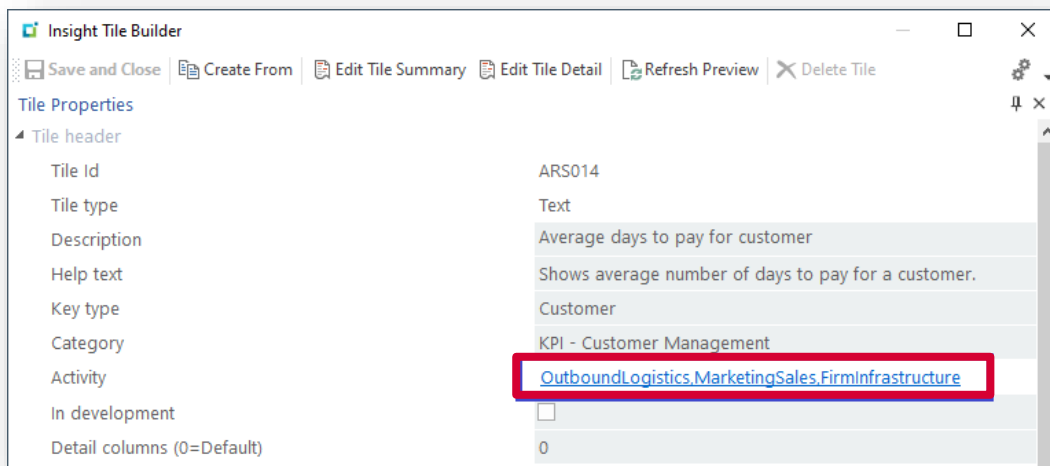 Insight Tile Builder
Save and Close Create From Edit Tile Summary Edit Tile Detail Refresh Preview Delete Tile
Tile Properties
Tile header
Tile Id ARS014
Tile type Text
Description Average days to pay for customer
Help text Shows average number of days to pay for a customer.
Key type Customer
Category KPI - Customer Management
Activity OutboundLogistics,MarketingSales,FirmInfrastructure
In development
Detail columns (0=Default) 0